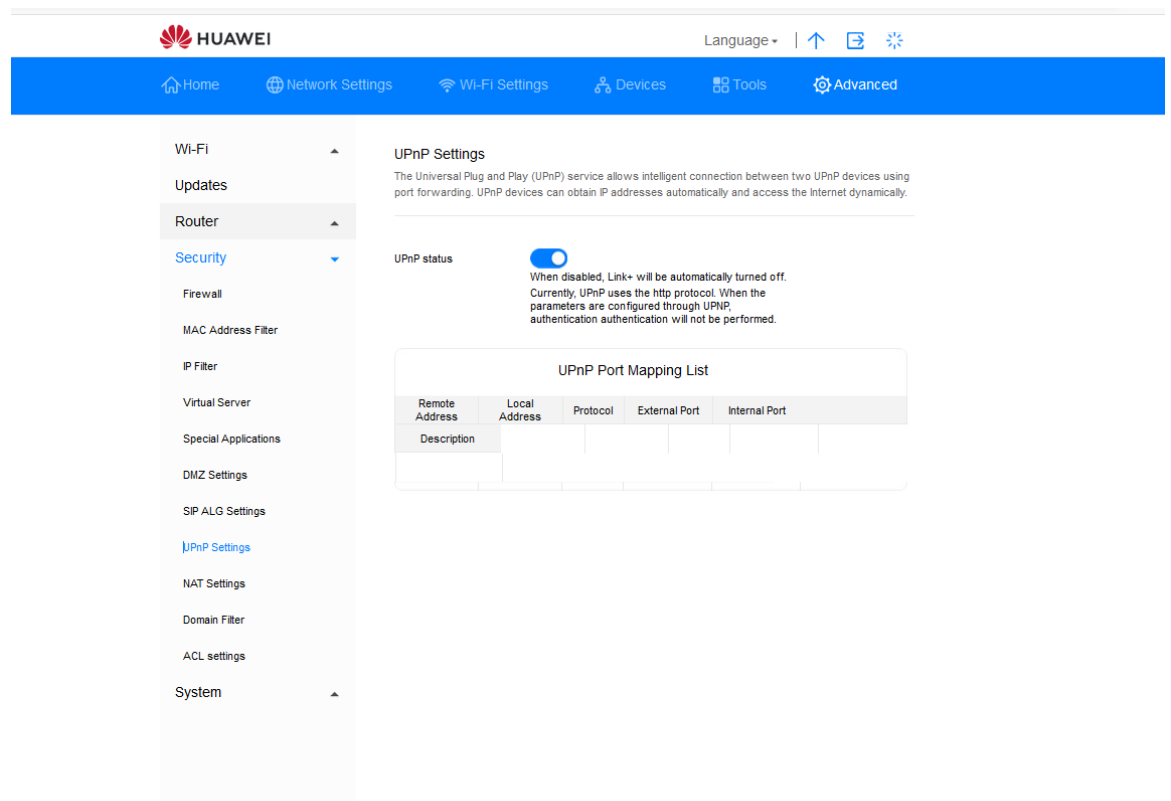 HUAWEI
Language
Home
Network Settings
Wi-Fi Settings
Devices
Tools
Advanced
Wi-Fi
Updates
Router
Security
Firewall
MAC Address Filter
IP Filter
Virtual Server
Special Applications
DMZ Settings
SIP ALG Settings
UPnP Settings
NAT Settings
Domain Filter
ACL settings
System
UPnP Settings
The Universal Plug and Play (UPnP) service allows intelligent connection between two UPnP devices using
port forwarding. UPnP devices can obtain IP addresses automatically and access the Internet dynamically.
UPnP status
When disabled, Link+ will be automatically turned off.
Currently, UPnP uses the http protocol. When the
parameters are configured through UPNP,
authentication authentication will not be performed.
UPnP Port Mapping List
Remote
Address
Local
Address
Protocol
External Port
Internal Port
Description